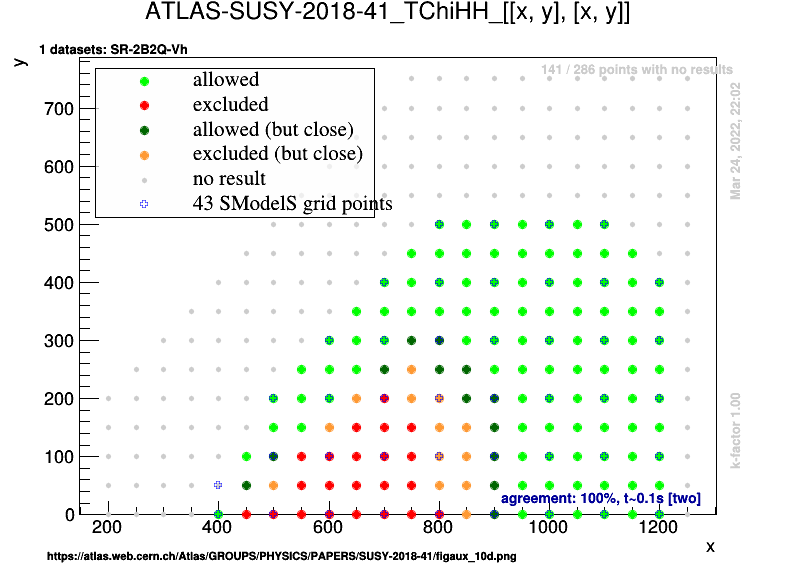 ATLAS-SUSY-2018-41_TChiHH_[[x, y], [x, y]]
1 datasets: SR-2B2Q-Vh
y
141 / 286 points with no results
allowed
excluded
allowed (but close)
excluded (but close)
no result
43 SModelS grid points
700
600
500
400
300
200
100
0
Mar 24, 2022, 22:02
k-factor 1.00
agreement: 100%, t~0.1s [two]
200 400 600 800 1000 1200
x
https://atlas.web.cern.ch/Atlas/GROUPS/PHYSICS/PAPERS/SUSY-2018-41/figaux_10d.png